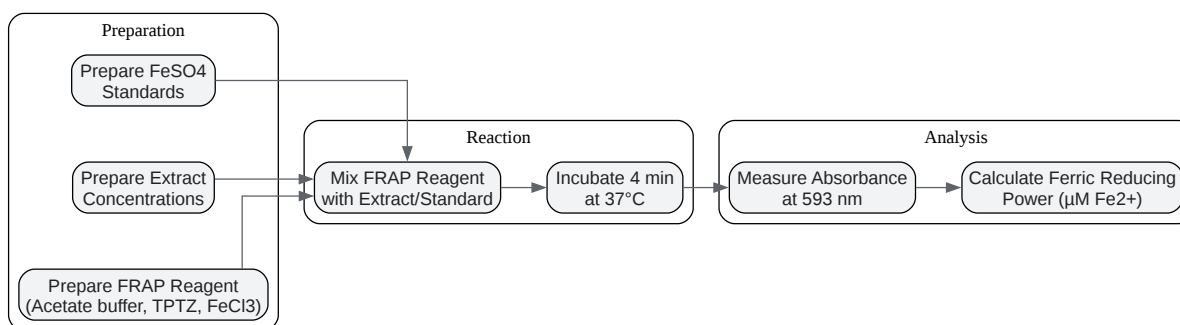 Preparation
Prepare FeSO4
Standards
Prepare Extract
Concentrations
Prepare FRAP Reagent
(Acetate buffer, TPTZ, FeCl3)
Reaction
Mix FRAP Reagent
with Extract/Standard
Incubate 4 min
at 37°C
Analysis
Measure Absorbance
at 593 nm
Calculate Ferric Reducing
Power (µM Fe2+)